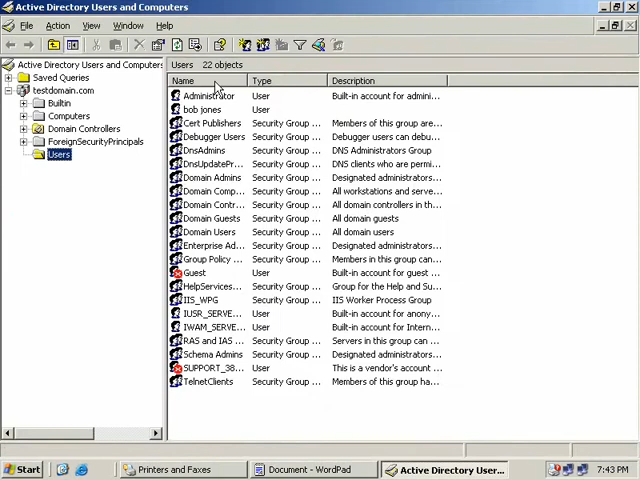 Active Directory Users and Computers
File Action View Window Help
Active Directory Users and Computers
Saved Queries
testdomain.com
Builtin
Computers
Domain Controllers
ForeignSecurityPrincipals
Users
Users 22 objects
Name Type Description
Administrator User Built-in account for admini...
bob jones User
Cert Publishers Security Group ... Members of this group are...
Debugger Users Security Group ... Debugger users can debu...
DnsAdmins Security Group ... DNS Administrators Group
DnsUpdatePr... Security Group ... DNS clients who are permi...
Domain Admins Security Group ... Designated administrators...
Domain Comp... Security Group ... All workstations and serve...
Domain Contr... Security Group ... All domain controllers in th...
Domain Guests Security Group ... All domain guests
Domain Users Security Group ... All domain users
Enterprise Ad... Security Group ... Designated administrators...
Group Policy ... Security Group ... Members in this group can...
Guest User Built-in account for guest ...
HelpServices... Security Group ... Group for the Help and Su...
IIS_WPG Security Group ... IIS Worker Process Group
IUSR_SERVE... User Built-in account for anony...
IWAM_SERVE... User Built-in account for Intern...
RAS and IAS ... Security Group ... Servers in this group can ...
Schema Admins Security Group ... Designated administrators...
SUPPORT_38... User This is a vendor's account ...
TelnetClients Security Group ... Members of this group ha...
Start Printers and Faxes Document - WordPad Active Directory User... 7:43 PM